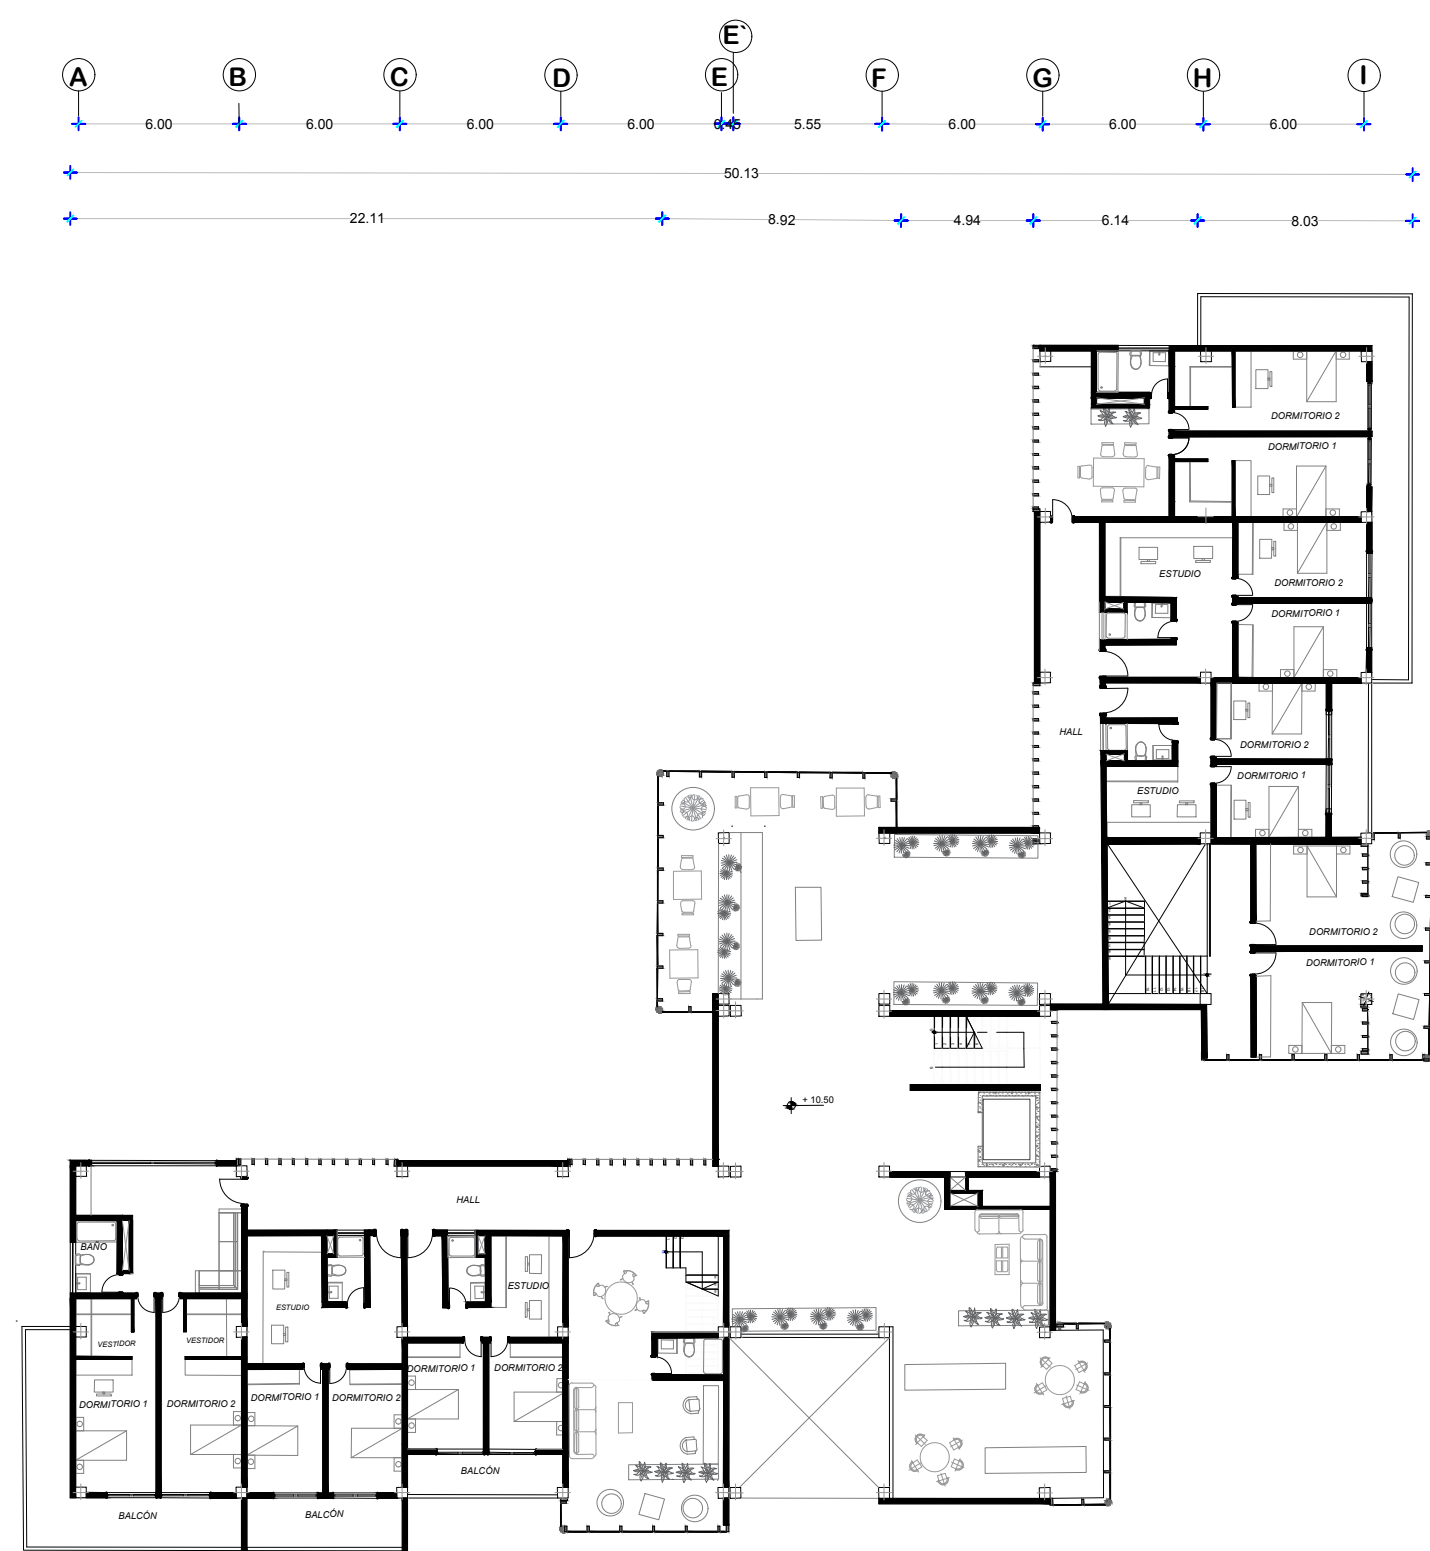 E`
A B C D E F G H I
6.00 6.00 6.00 6.00 0.45 5.55 6.00 6.00 6.00
50.13
22.11 8.92 4.94 6.14 8.03
DORMITORIO 2
DORMITORIO 1
ESTUDIO
DORMITORIO 2
DORMITORIO 1
HALL
DORMITORIO 2
DORMITORIO 1
ESTUDIO
DORMITORIO 2
DORMITORIO 1
+ 10.50
HALL
BAÑO
ESTUDIO
ESTUDIO
VESTIDOR
VESTIDOR
DORMITORIO 1
DORMITORIO 2
DORMITORIO 1
DORMITORIO 2
DORMITORIO 1
DORMITORIO 2
BALCÓN
BALCÓN
BALCÓN